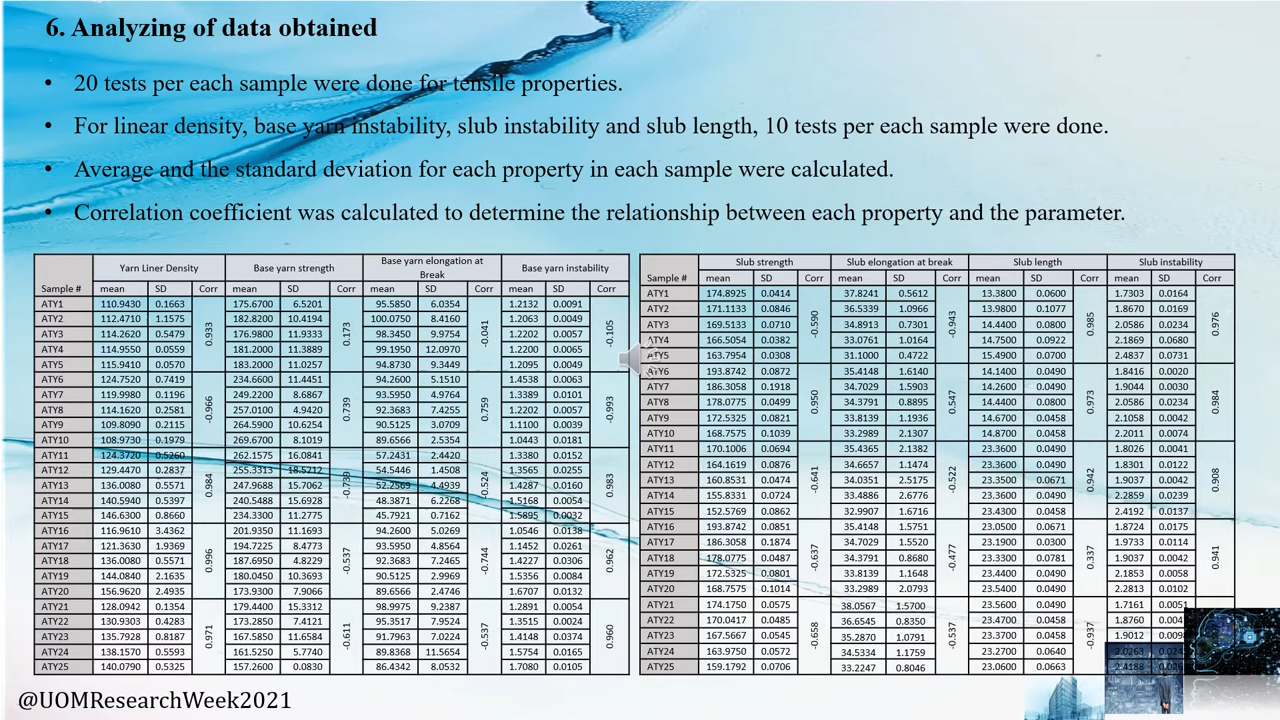 6. Analyzing of data obtained
• 20 tests per each sample were done for tensile properties.
• For linear density, base yarn instability, slub instability and slub length, 10 tests per each sample were done.
• Average and the standard deviation for each property in each sample were calculated.
• Correlation coefficient was calculated to determine the relationship between each property and the parameter.
Sample # Yarn Liner Density Base yarn strength Base yarn elongation at Break Base yarn instability
mean SD Corr mean SD Corr mean SD Corr mean SD Corr
ATY1 110.9430 0.1663 0.933 175.6700 6.5201 0.173 95.5850 6.0354 -0.041 1.2132 0.0091 -0.105
ATY2 112.4710 1.1575 182.8200 10.4194 100.0750 8.4160 1.2063 0.0049
ATY3 114.2620 0.5479 176.9800 11.9333 98.3450 9.9754 1.2202 0.0057
ATY4 114.9550 0.0559 181.2000 11.3889 99.1950 12.0970 1.2200 0.0065
ATY5 115.9410 0.0570 183.2000 11.0257 94.8730 9.3449 1.2095 0.0049
ATY6 124.7520 0.7419 -0.966 234.6600 11.4451 0.739 94.2600 5.1510 0.759 1.4538 0.0063 -0.993
ATY7 119.9980 0.1196 249.2200 8.6867 93.5950 4.9764 1.3389 0.0101
ATY8 114.1620 0.2581 257.0100 4.9420 92.3683 7.4255 1.2202 0.0057
ATY9 109.8090 0.2115 264.5900 10.6254 90.5125 3.0709 1.1100 0.0039
ATY10 108.9730 0.1979 269.6700 8.1019 89.6566 2.5354 1.0443 0.0181
ATY11 124.3720 0.5260 0.984 262.1575 16.0841 -0.739 57.2431 2.4420 -0.524 1.3380 0.0152 0.983
ATY12 129.4470 0.2837 255.3313 18.5212 54.5446 1.4508 1.3565 0.0255
ATY13 136.0080 0.5571 247.9688 15.7062 52.2569 4.4939 1.4287 0.0160
ATY14 140.5940 0.5397 240.5488 15.6928 48.3871 6.2268 1.5168 0.0054
ATY15 146.6300 0.8660 234.3300 11.2775 45.7921 0.7162 1.5895 0.0032
ATY16 116.9610 3.4362 0.996 201.9350 11.1693 -0.537 94.2600 5.0269 -0.744 1.0546 0.0138 0.962
ATY17 121.3630 1.9369 194.7225 8.4773 93.5950 4.8564 1.1452 0.0261
ATY18 136.0080 0.5571 187.6950 4.8229 92.3683 7.2465 1.4227 0.0306
ATY19 144.0840 2.1635 180.0450 10.3693 90.5125 2.9969 1.5356 0.0084
ATY20 156.9620 2.4935 173.9300 7.9066 89.6566 2.4746 1.6707 0.0132
ATY21 128.0942 0.1354 0.971 179.4400 15.3312 -0.611 98.9975 9.2387 -0.537 1.2891 0.0054 0.960
ATY22 130.9303 0.4283 173.2850 7.4121 95.3517 7.9524 1.3515 0.0024
ATY23 135.7928 0.8187 167.5850 11.6584 91.7963 7.0224 1.4148 0.0374
ATY24 138.1570 0.5593 161.5250 5.7740 89.8368 11.5654 1.5754 0.0165
ATY25 140.0790 0.5325 157.2600 0.0830 86.4342 8.0532 1.7080 0.0105
Sample # Slub strength Slub elongation at break Slub length Slub instability
mean SD Corr mean SD Corr mean SD Corr mean SD Corr
ATY1 174.8925 0.0414 -0.590 37.8241 0.5612 -0.943 13.3800 0.0600 0.985 1.7303 0.0164 0.976
ATY2 171.1133 0.0846 36.5339 1.0966 13.9800 0.1077 1.8670 0.0169
ATY3 169.5133 0.0710 34.8913 0.7301 14.4400 0.0800 2.0586 0.0234
ATY4 166.5054 0.0382 33.0761 1.0164 14.7500 0.0922 2.1869 0.0680
ATY5 163.7954 0.0308 31.1000 0.4722 15.4900 0.0700 2.4837 0.0731
ATY6 193.8742 0.0872 0.950 35.4148 1.6140 0.547 14.1400 0.0490 0.973 1.8416 0.0020 0.984
ATY7 186.3058 0.1918 34.7029 1.5903 14.2600 0.0490 1.9044 0.0030
ATY8 178.0775 0.0499 34.3791 0.8895 14.4400 0.0800 2.0586 0.0234
ATY9 172.5325 0.0821 33.8139 1.1936 14.6700 0.0458 2.1058 0.0042
ATY10 168.7575 0.1039 33.2989 2.1307 14.8700 0.0458 2.2011 0.0074
ATY11 170.1006 0.0694 -0.641 35.4365 2.1382 -0.522 23.3600 0.0490 0.942 1.8026 0.0041 0.908
ATY12 164.1619 0.0876 34.6657 1.1474 23.3600 0.0490 1.8301 0.0122
ATY13 160.8531 0.0474 34.0351 2.5175 23.3500 0.0671 1.9037 0.0042
ATY14 155.8331 0.0724 33.4886 2.6776 23.3600 0.0490 2.2859 0.0239
ATY15 152.5769 0.0862 32.9907 1.6716 23.4300 0.0458 2.4192 0.0137
ATY16 193.8742 0.0851 -0.637 35.4148 1.5751 -0.477 23.0500 0.0671 0.337 1.8724 0.0175 0.941
ATY17 186.3058 0.1874 34.7029 1.5520 23.1900 0.0300 1.9733 0.0114
ATY18 178.0775 0.0487 34.3791 0.8680 23.3300 0.0781 1.9037 0.0042
ATY19 172.5325 0.0801 33.8139 1.1648 23.4400 0.0490 2.1853 0.0058
ATY20 168.7575 0.1014 33.2989 2.0793 23.5400 0.0490 2.2813 0.0102
ATY21 174.1750 0.0575 -0.658 38.0567 1.5700 -0.537 23.5600 0.0490 -0.937 1.7161 0.0051
ATY22 170.0417 0.0485 36.6545 0.8350 23.4700 0.0458 1.8760
ATY23 167.5667 0.0545 35.2870 1.0791 23.3700 0.0458 1.9012
ATY24 163.9750 0.0572 34.5334 1.1759 23.2700 0.0640 2.0263
ATY25 159.1792 0.0706 33.2247 0.8046 23.0600 0.0663 2.4188
@UOMResearchWeek2021